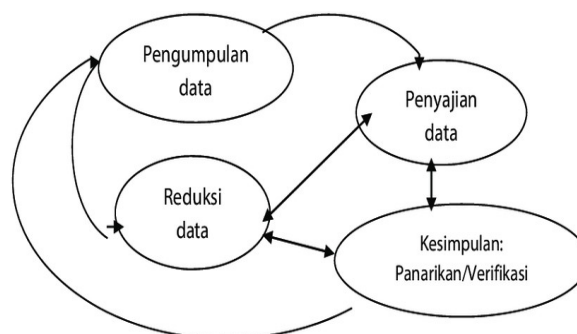 Pengumpulan
data
Penyajian
data
Reduksi
data
Kesimpulan:
Panarikan/Verifikasi